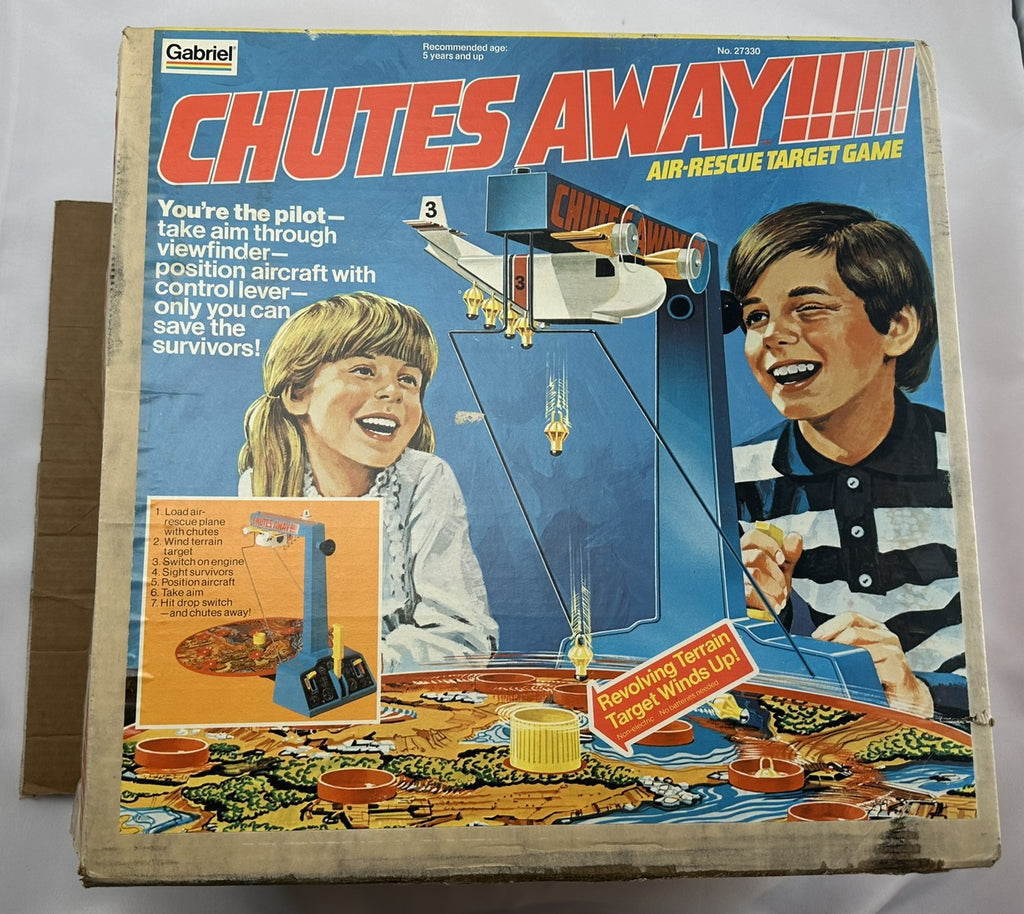 Gabriel®
Recommended age:
5 years and up
No. 27330
CHUTES AWAY!!!!!!
AIR-RESCUE TARGET GAME
You're the pilot—
take aim through
viewfinder—
position aircraft with
control lever—
only you can
save the
survivors!
3
CHUTES AWAY
3
1. Load air-
rescue plane
with chutes
2. Wind terrain
target
3. Switch on engine
4. Sight survivors
5. Position aircraft
6. Take aim
7. Hit drop switch
—and chutes away!
CHUTES AWAY!!!
Revolving Terrain
Target Winds Up!
Non-electric No batteries needed